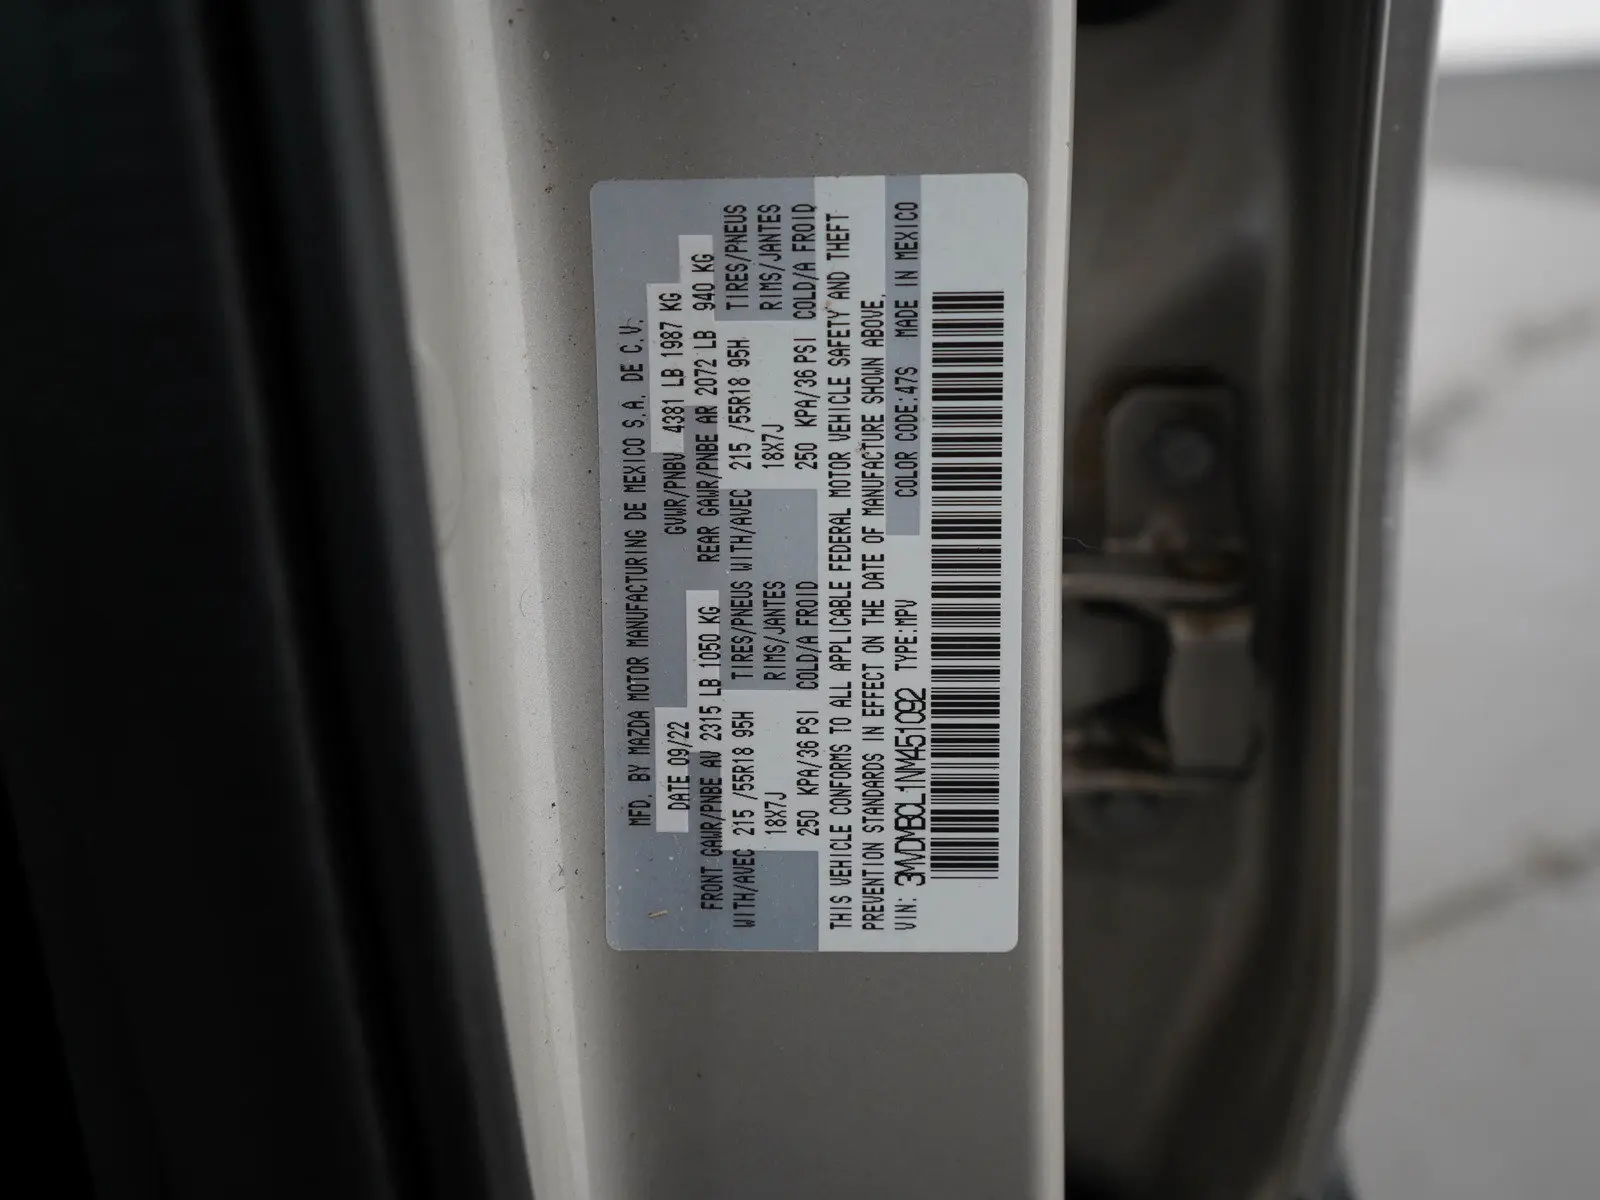 MFD. BY MAZDA MOTOR MANUFACTURING DE MEXICO S.A. DE C.V.
DATE 09/22 GVWR/PNBV 4381 LB 1987 KG
FRONT GAWR/PNBE AV 2315 LB 1050 KG REAR GAWR/PNBE AR 2072 LB 940 KG
WITH/AVEC 215 /55R18 95H TIRES/PNEUS WITH/AVEC 215 /55R18 95H TIRES/PNEUS
18X7J RIMS/JANTES 18X7J RIMS/JANTES
250 KPA/36 PSI COLD/A FROID 250 KPA/36 PSI COLD/A FROID
THIS VEHICLE CONFORMS TO ALL APPLICABLE FEDERAL MOTOR VEHICLE SAFETY AND THEFT
PREVENTION STANDARDS IN EFFECT ON THE DATE OF MANUFACTURE SHOWN ABOVE.
VIN: 3MVDMBCL1NM451092 TYPE:MPV COLOR CODE:47S MADE IN MEXICO